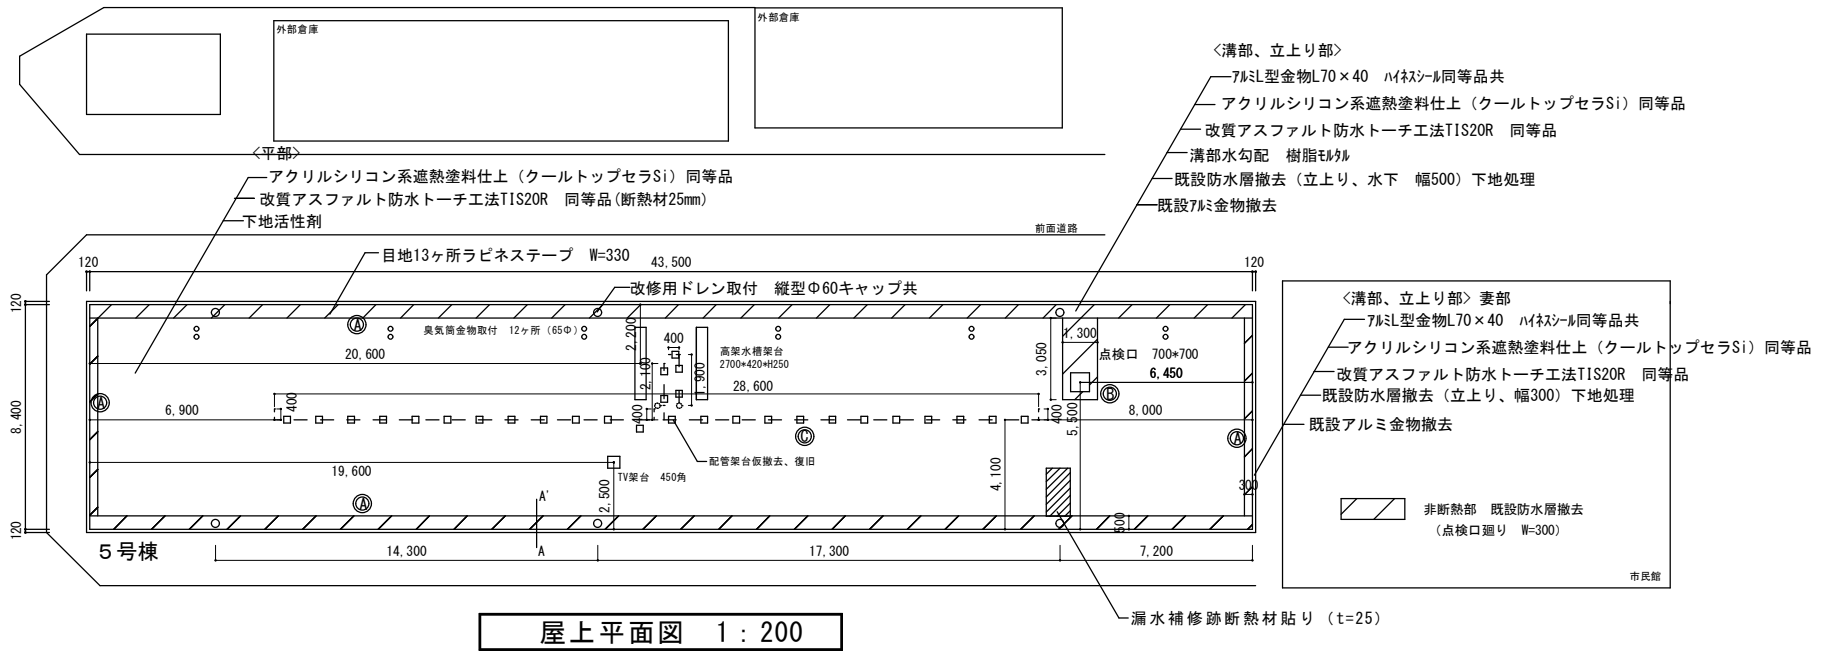 外部倉庫
外部倉庫
<平部>
アクリルシリコン系遮熱塗料仕上（クールトップセラSi）同等品
改質アスファルト防水トーチ工法TIS20R 同等品(断熱材25mm)
下地活性剤
<溝部、立上り部>
ｱﾙﾐL型金物L70×40 ﾊｲﾈｽｼｰﾙ同等品共
アクリルシリコン系遮熱塗料仕上（クールトップセラSi）同等品
改質アスファルト防水トーチ工法TIS20R 同等品
溝部水勾配 樹脂ﾓﾙﾀﾙ
既設防水層撤去（立上り、水下 幅500）下地処理
既設ｱﾙﾐ金物撤去
前面道路
目地13ヶ所ラピネステープ W=330
120
43,500
120
改修用ドレン取付 縦型Φ60キャップ共
120
8,400
120
Ⓐ
臭気筒金物取付 12ヶ所（65Φ）
2,200
400
高架水槽架台
2700*420*H250
20,600
2,100
1,900
28,600
3,050
1,300
点検口 700*700
6,450
Ⓐ
6,900
400
400
Ⓑ
400
8,000
5,500
Ⓒ
Ⓐ
配管架台仮撤去、復旧
19,600
TV架台 450角
2,500
4,100
300
Ⓐ
A'
A
500
5号棟
14,300
17,300
7,200
<溝部、立上り部> 妻部
ｱﾙﾐL型金物L70×40 ﾊｲﾈｽｼｰﾙ同等品共
アクリルシリコン系遮熱塗料仕上（クールトップセラSi）同等品
改質アスファルト防水トーチ工法TIS20R 同等品
既設防水層撤去（立上り、幅300）下地処理
既設アルミ金物撤去
非断熱部 既設防水層撤去
(点検口廻り W=300)
市民館
漏水補修跡断熱材貼り（t=25）
屋上平面図 1：200